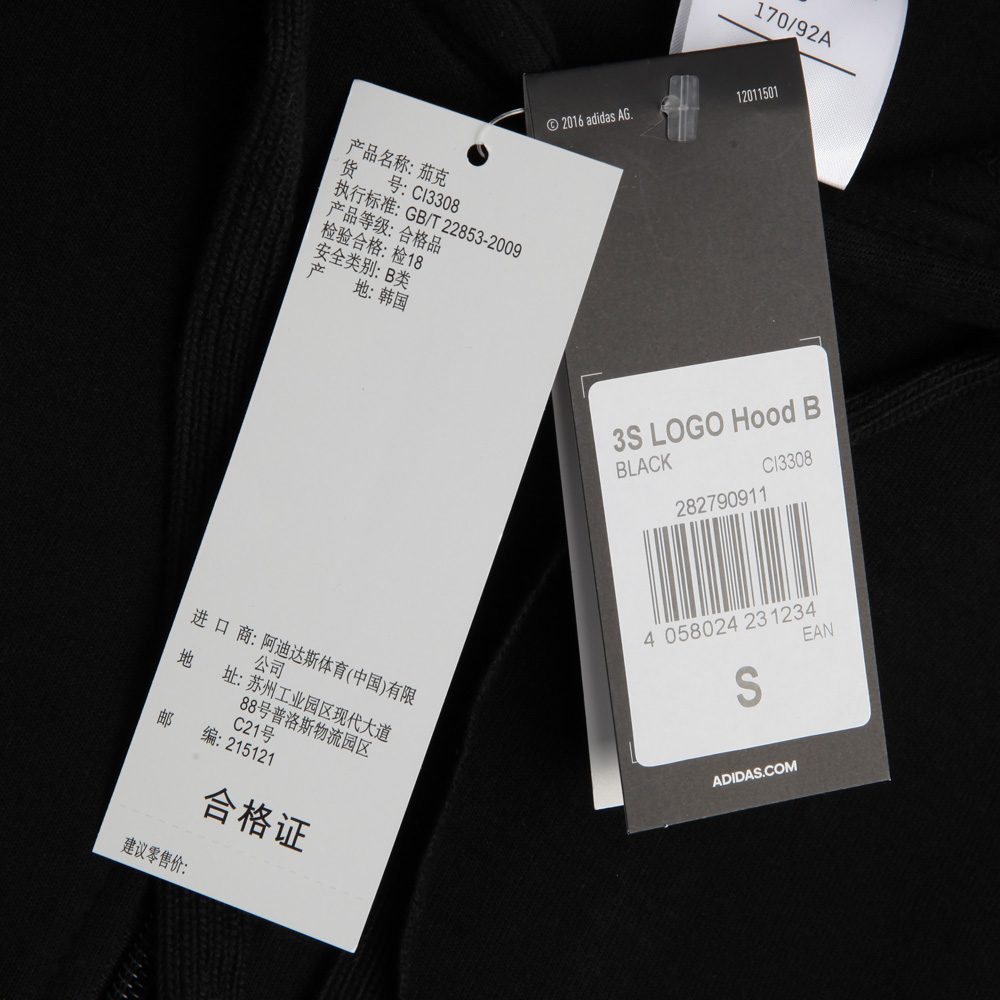 产品名称: 茄克
货 号: CI3308
执行标准: GB/T 22853-2009
产品等级: 合格品
检验合格: 检18
安全类别: B类
产 地: 韩国
进 口 商: 阿迪达斯体育(中国)有限
公司
地 址: 苏州工业园区现代大道
88号普洛斯物流园区
C21号
邮 编: 215121
合格证
建议零售价:
170/92A
© 2016 adidas AG.
12011501
3S LOGO Hood B
BLACK CI3308
282790911
4 058024 231234
EAN
S
ADIDAS.COM